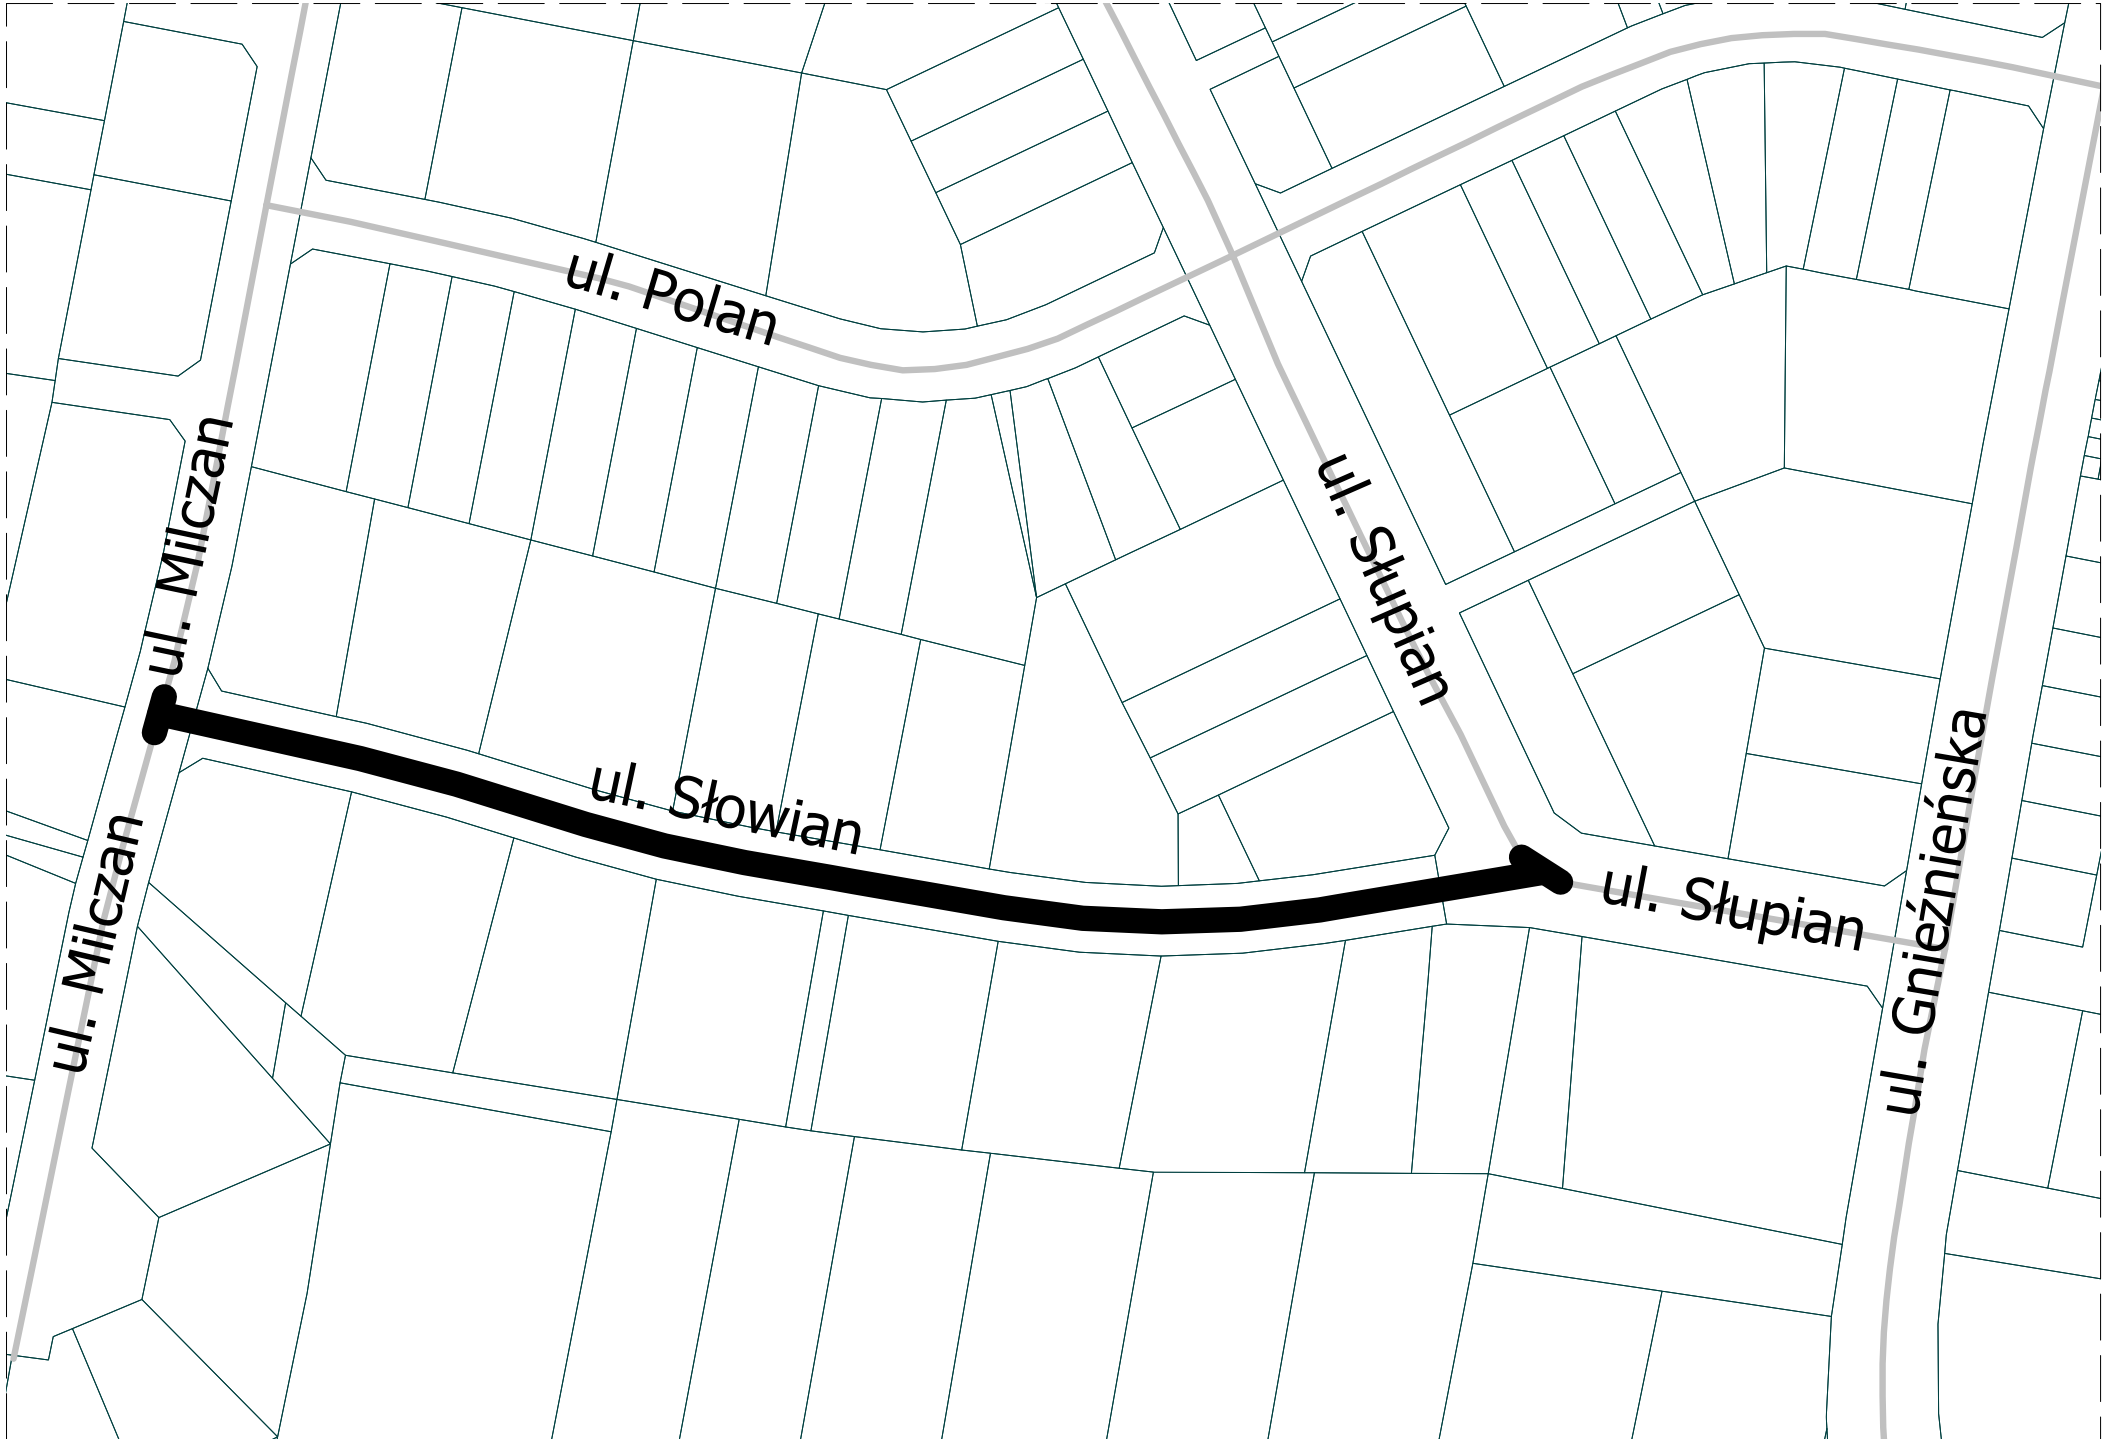 ul. Polan
ul. Milczan
ul. Słupian
ul. Słowian
ul. Milczan
ul. Słupian
ul. Gnieźnieńska